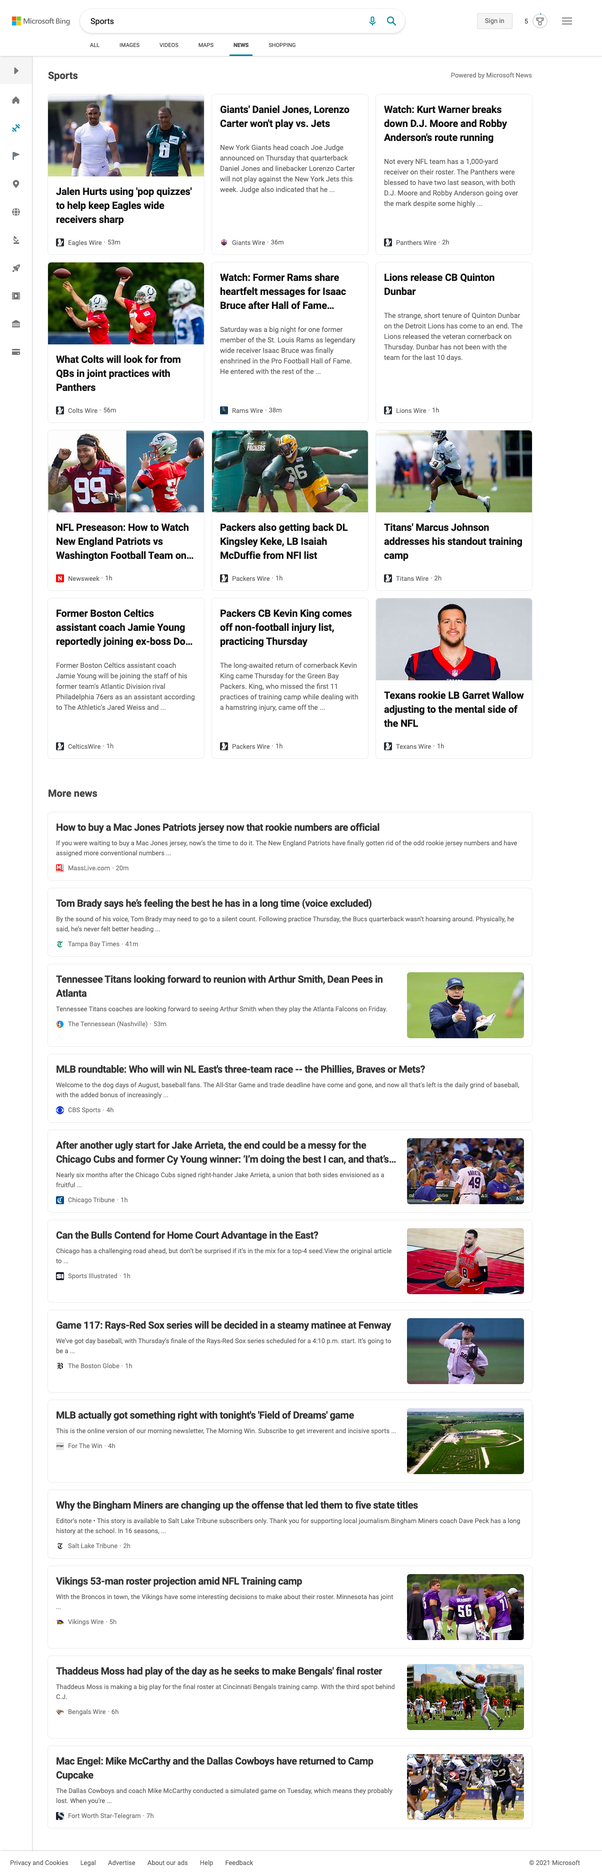 Microsoft Bing
Sports
Sign in
5
ALL
IMAGES
VIDEOS
MAPS
NEWS
SHOPPING
Sports
Powered by Microsoft News
Jalen Hurts using 'pop quizzes'
to help keep Eagles wide
receivers sharp
Eagles Wire · 53m
Giants' Daniel Jones, Lorenzo
Carter won't play vs. Jets
New York Giants head coach Joe Judge
announced on Thursday that quarterback
Daniel Jones and linebacker Lorenzo Carter
will not play against the New York Jets this
week. Judge also indicated that he ...
Giants Wire · 36m
Watch: Kurt Warner breaks
down D.J. Moore and Robby
Anderson's route running
Not every NFL team has a 1,000-yard
receiver on their roster. The Panthers were
blessed to have two last season, with both
D.J. Moore and Robby Anderson going over
the mark despite some highly ...
Panthers Wire · 2h
What Colts will look for from
QBs in joint practices with
Panthers
Colts Wire · 56m
Watch: Former Rams share
heartfelt messages for Isaac
Bruce after Hall of Fame...
Saturday was a big night for one former
member of the St. Louis Rams as legendary
wide receiver Isaac Bruce was finally
enshrined in the Pro Football Hall of Fame.
He entered with the rest of the ...
Rams Wire · 38m
Lions release CB Quinton
Dunbar
The strange, short tenure of Quinton Dunbar
on the Detroit Lions has come to an end. The
Lions released the veteran cornerback on
Thursday. Dunbar has not been with the
team for the last 10 days.
Lions Wire · 1h
NFL Preseason: How to Watch
New England Patriots vs
Washington Football Team on...
Newsweek · 1h
Packers also getting back DL
Kingsley Keke, LB Isaiah
McDuffie from NFI list
Packers Wire · 1h
Titans' Marcus Johnson
addresses his standout training
camp
Titans Wire · 2h
Former Boston Celtics
assistant coach Jamie Young
reportedly joining ex-boss Do...
Former Boston Celtics assistant coach
Jamie Young will be joining the staff of his
former team's Atlantic Division rival
Philadelphia 76ers as an assistant according
to The Athletic's Jared Weiss and ...
CelticsWire · 1h
Packers CB Kevin King comes
off non-football injury list,
practicing Thursday
The long-awaited return of cornerback Kevin
King came Thursday for the Green Bay
Packers. King, who missed the first 11
practices of training camp while dealing with
a hamstring injury, came off the ...
Packers Wire · 1h
Texans rookie LB Garret Wallow
adjusting to the mental side of
the NFL
Texans Wire · 1h
More news
How to buy a Mac Jones Patriots jersey now that rookie numbers are official
If you were waiting to buy a Mac Jones jersey, now's the time to do it. The New England Patriots have finally gotten rid of the odd rookie jersey numbers and have
assigned more conventional numbers ...
MassLive.com · 20m
Tom Brady says he's feeling the best he has in a long time (voice excluded)
By the sound of his voice, Tom Brady may need to go to a silent count. Following practice Thursday, the Bucs quarterback wasn't hoarsing around. Physically, he
said, he's never felt better heading ...
Tampa Bay Times · 41m
Tennessee Titans looking forward to reunion with Arthur Smith, Dean Pees in
Atlanta
Tennessee Titans coaches are looking forward to seeing Arthur Smith when they play the Atlanta Falcons on Friday.
The Tennessean (Nashville) · 53m
MLB roundtable: Who will win NL East's three-team race -- the Phillies, Braves or Mets?
Welcome to the dog days of August, baseball fans. The All-Star Game and trade deadline have come and gone, and now all that's left is the daily grind of baseball,
with the added bonus of increasingly ...
CBS Sports · 4h
After another ugly start for Jake Arrieta, the end could be a messy for the
Chicago Cubs and former Cy Young winner: 'I'm doing the best I can, and that's...
Nearly six months after the Chicago Cubs signed right-hander Jake Arrieta, a union that both sides envisioned as a
fruitful ...
Chicago Tribune · 1h
Can the Bulls Contend for Home Court Advantage in the East?
Chicago has a challenging road ahead, but don't be surprised if it's in the mix for a top-4 seed.View the original article
to ...
Sports Illustrated · 1h
Game 117: Rays-Red Sox series will be decided in a steamy matinee at Fenway
We've got day baseball, with Thursday's finale of the Rays-Red Sox series scheduled for a 4:10 p.m. start. It's going to
be a ...
The Boston Globe · 1h
MLB actually got something right with tonight's 'Field of Dreams' game
This is the online version of our morning newsletter, The Morning Win. Subscribe to get irreverent and incisive sports ...
For The Win · 4h
Why the Bingham Miners are changing up the offense that led them to five state titles
Editor's note • This story is available to Salt Lake Tribune subscribers only. Thank you for supporting local journalism.Bingham Miners coach Dave Peck has a long
history at the school. In 16 seasons, ...
Salt Lake Tribune · 2h
Vikings 53-man roster projection amid NFL Training camp
With the Broncos in town, the Vikings have some interesting decisions to make about their roster. Minnesota has joint
...
Vikings Wire · 5h
Thaddeus Moss had play of the day as he seeks to make Bengals' final roster
Thaddeus Moss is making a big play for the final roster at Cincinnati Bengals training camp. With the third spot behind
C.J.
Bengals Wire · 6h
Mac Engel: Mike McCarthy and the Dallas Cowboys have returned to Camp
Cupcake
The Dallas Cowboys and coach Mike McCarthy conducted a simulated game on Tuesday, which means they probably
lost. When you're ...
Fort Worth Star-Telegram · 7h
Privacy and Cookies
Legal
Advertise
About our ads
Help
Feedback
© 2021 Microsoft